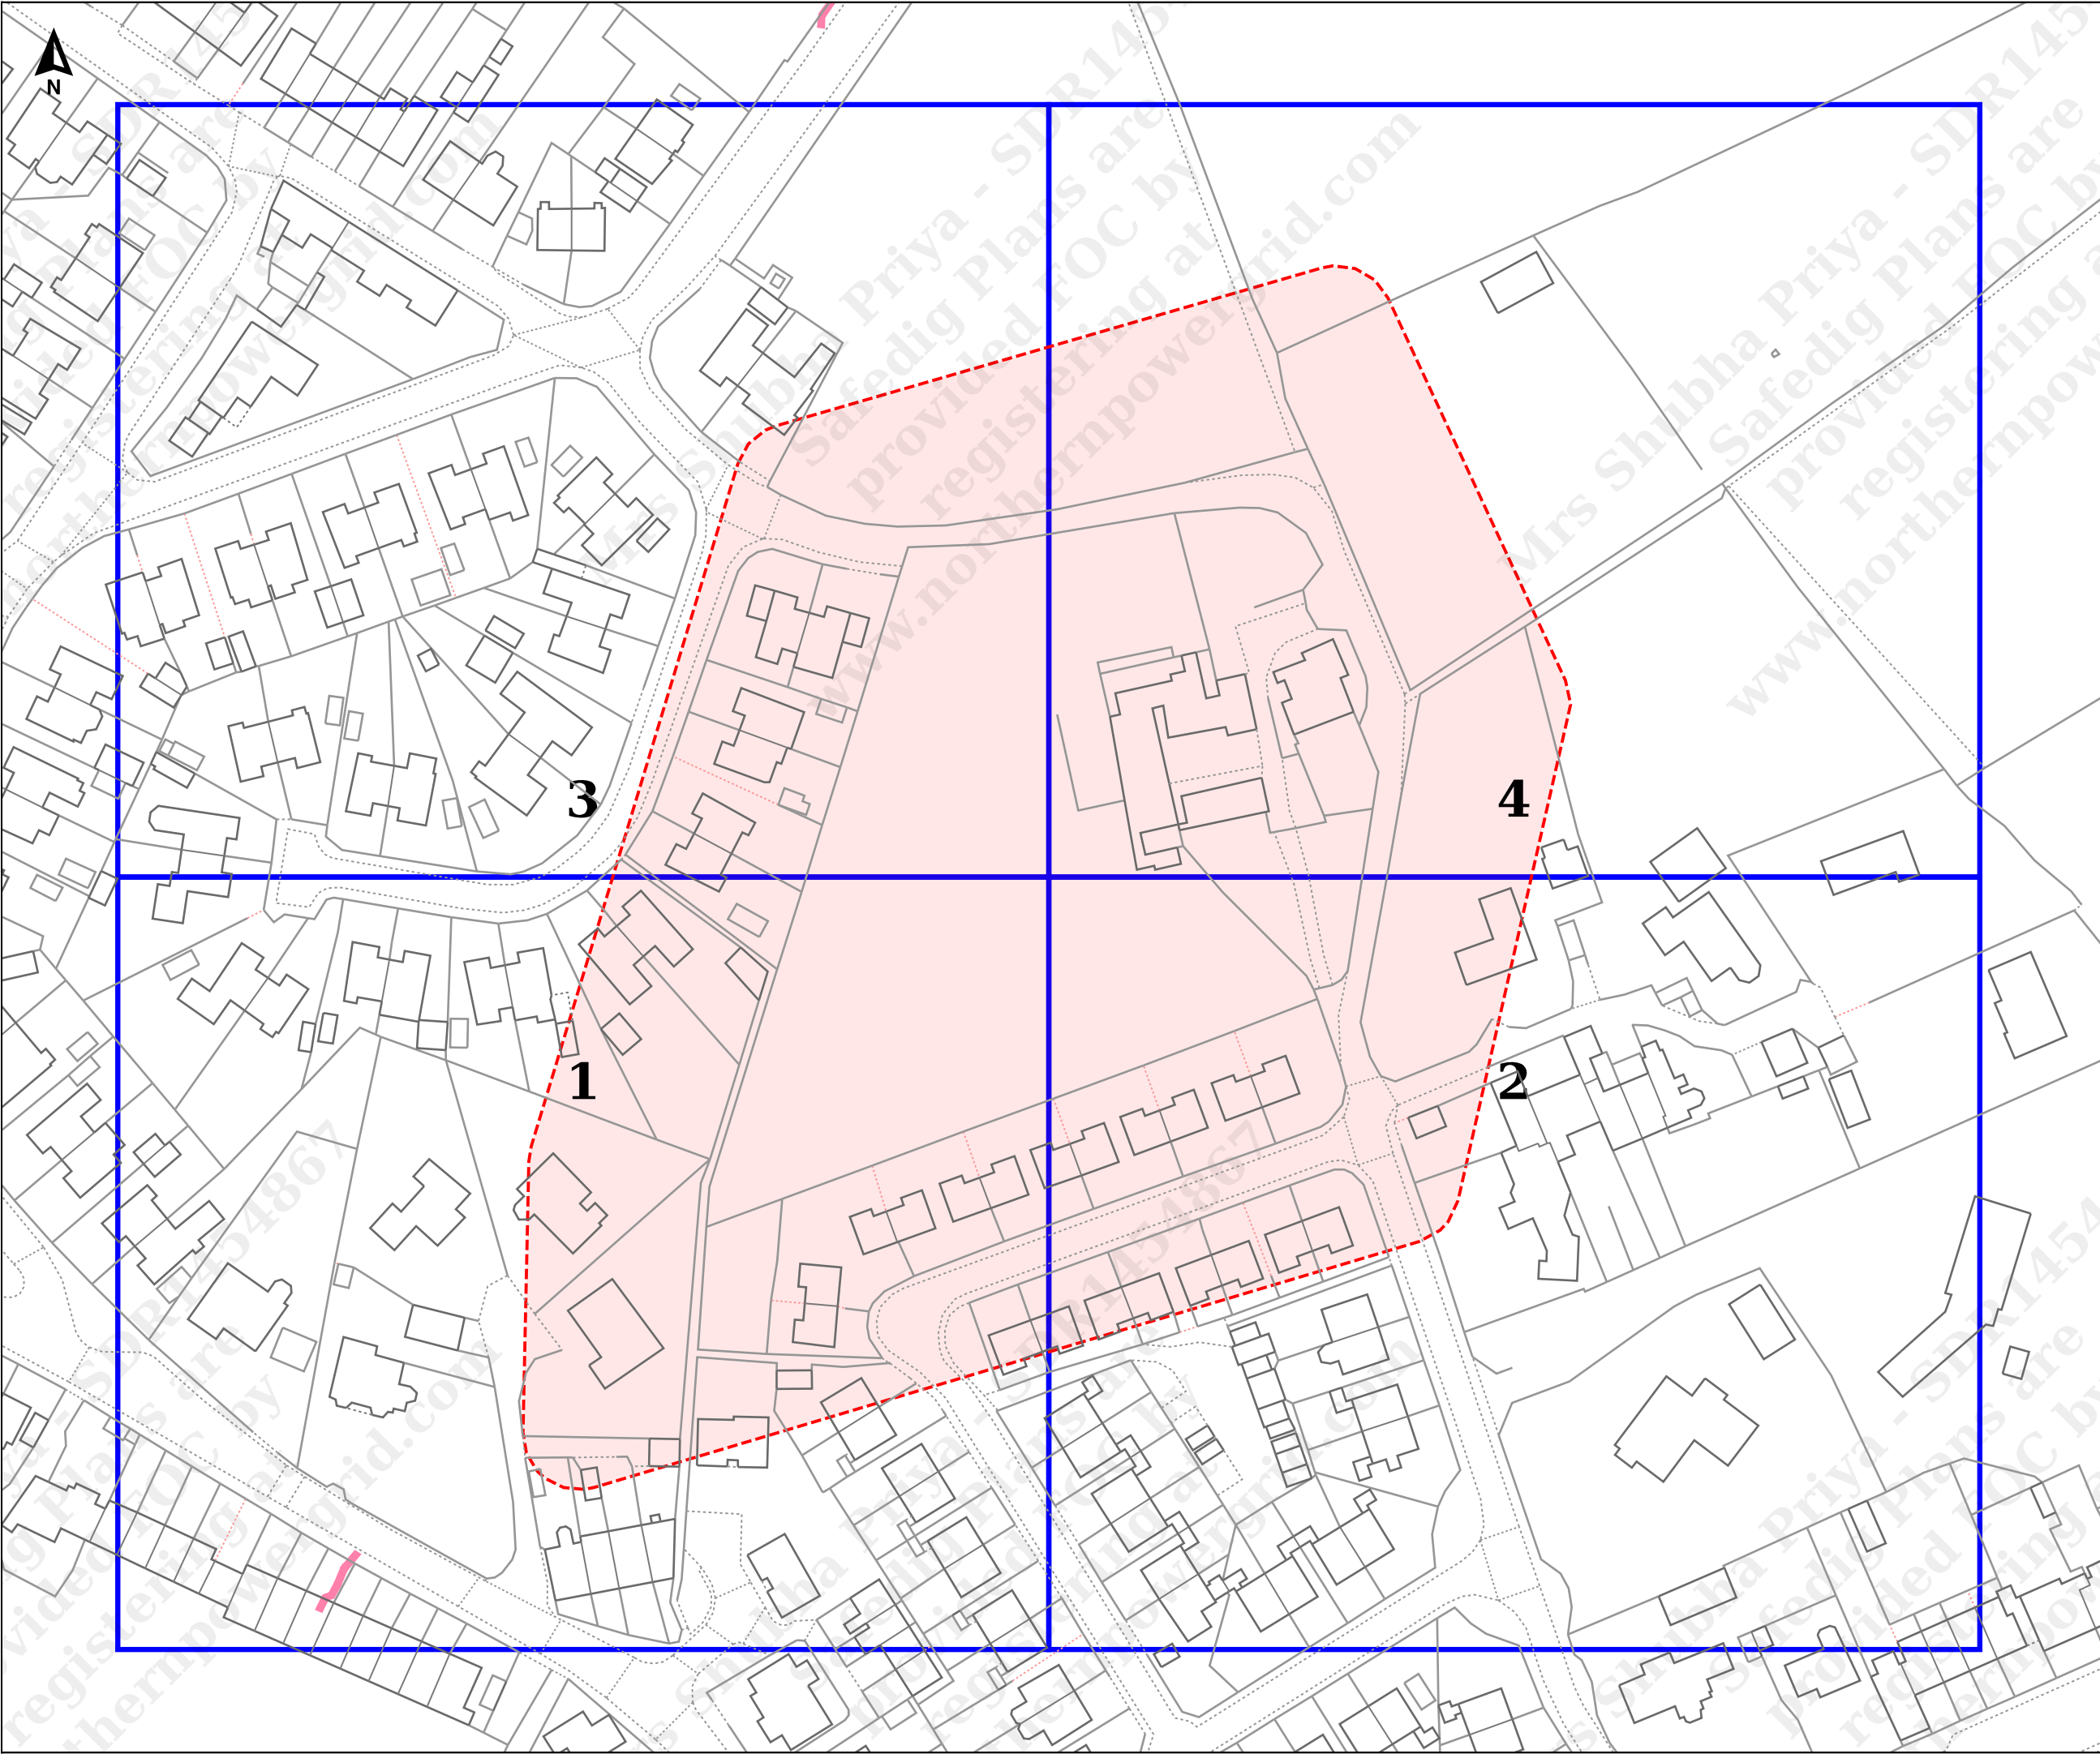 N
3
4
1
2
Mrs Shubha Priya - SDR1454867
Safedig Plans are
provided FOC by
registering at
www.northernpowergrid.com